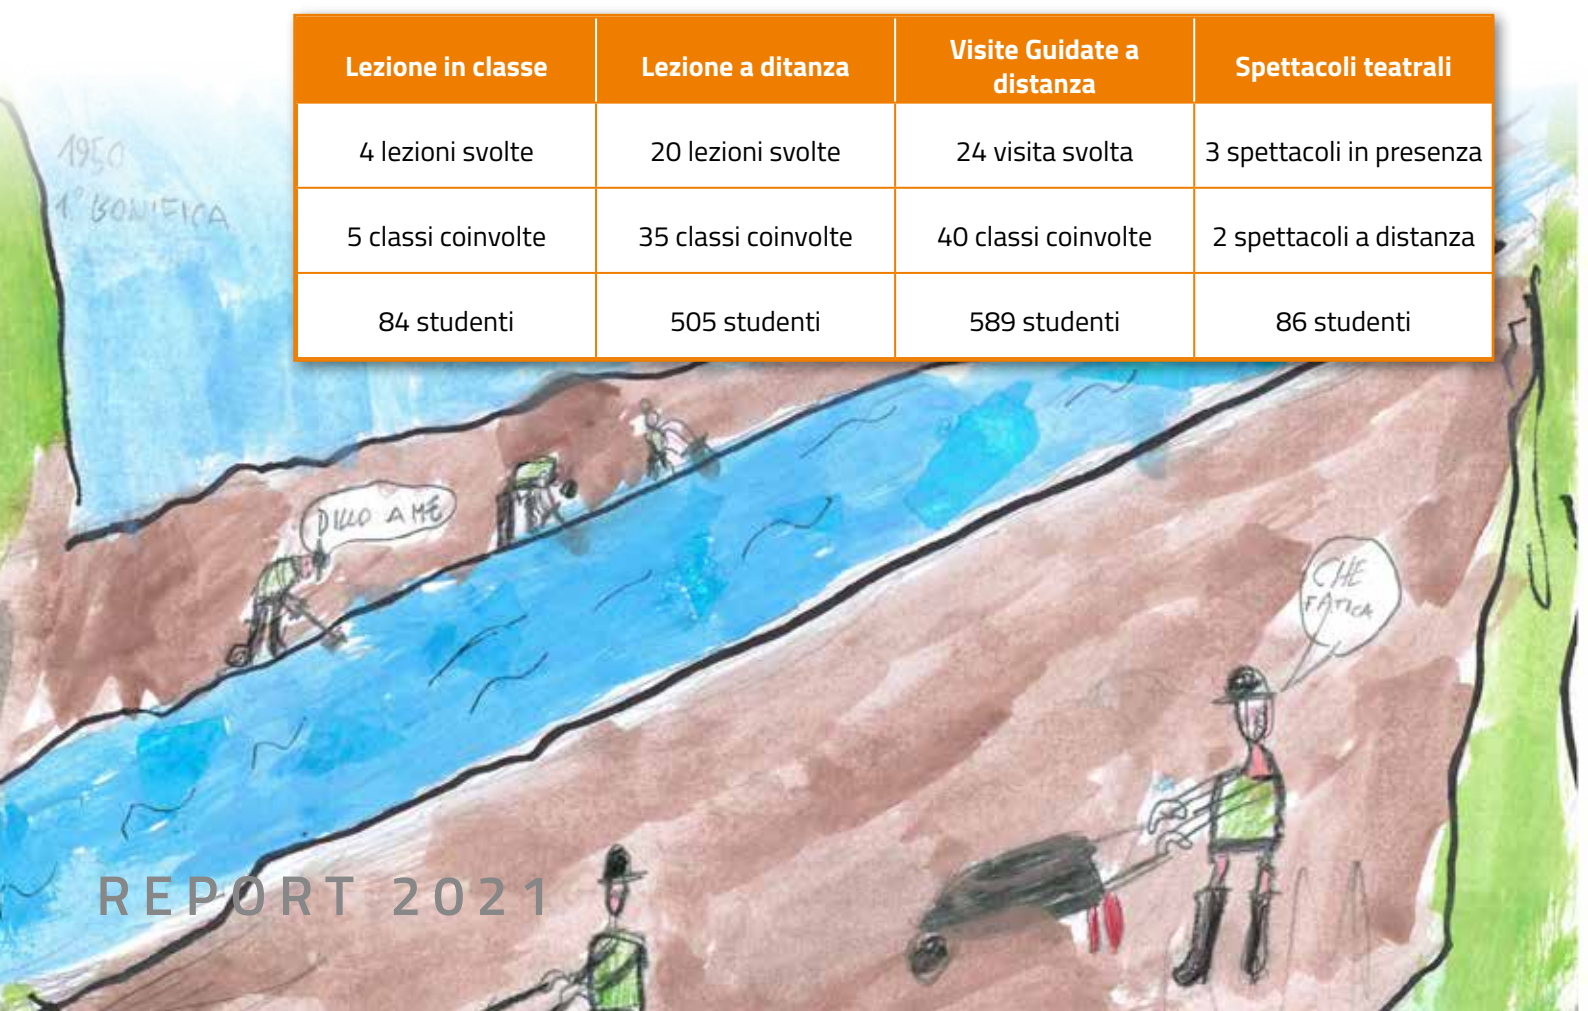 Lezione in classe
Lezione a ditanza
Visite Guidate a
distanza
Spettacoli teatrali
4 lezioni svolte
20 lezioni svolte
24 visita svolta
3 spettacoli in presenza
5 classi coinvolte
35 classi coinvolte
40 classi coinvolte
2 spettacoli a distanza
84 studenti
505 studenti
589 studenti
86 studenti
1950
1° BONIFICA
DILLO A ME
CHE
FATICA
REPORT 2021